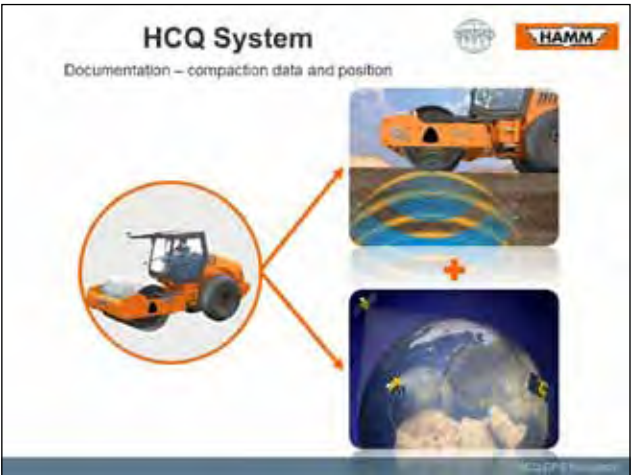 HCQ System
HAMM
Documentation – compaction data and position